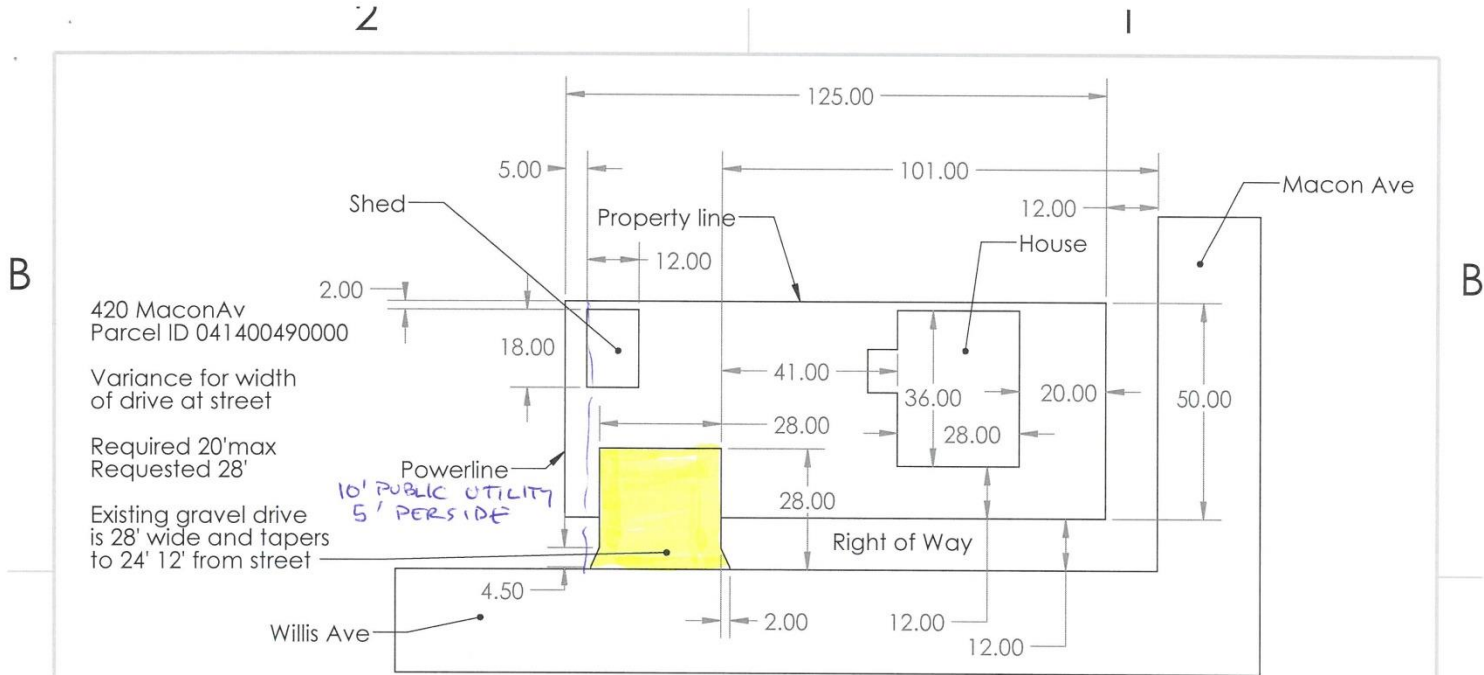 2
1
125.00
5.00
101.00
Macon Ave
Shed
12.00
Property line
House
12.00
B
B
2.00
420 MaconAv
Parcel ID 041400490000
18.00
41.00
36.00
20.00
50.00
Variance for width
of drive at street
28.00
28.00
Required 20'max
Requested 28'
Powerline
10' PUBLIC UTILITY
5' PER SIDE
28.00
Existing gravel drive
is 28' wide and tapers
to 24' 12' from street
Right of Way
4.50
2.00
12.00
12.00
Willis Ave